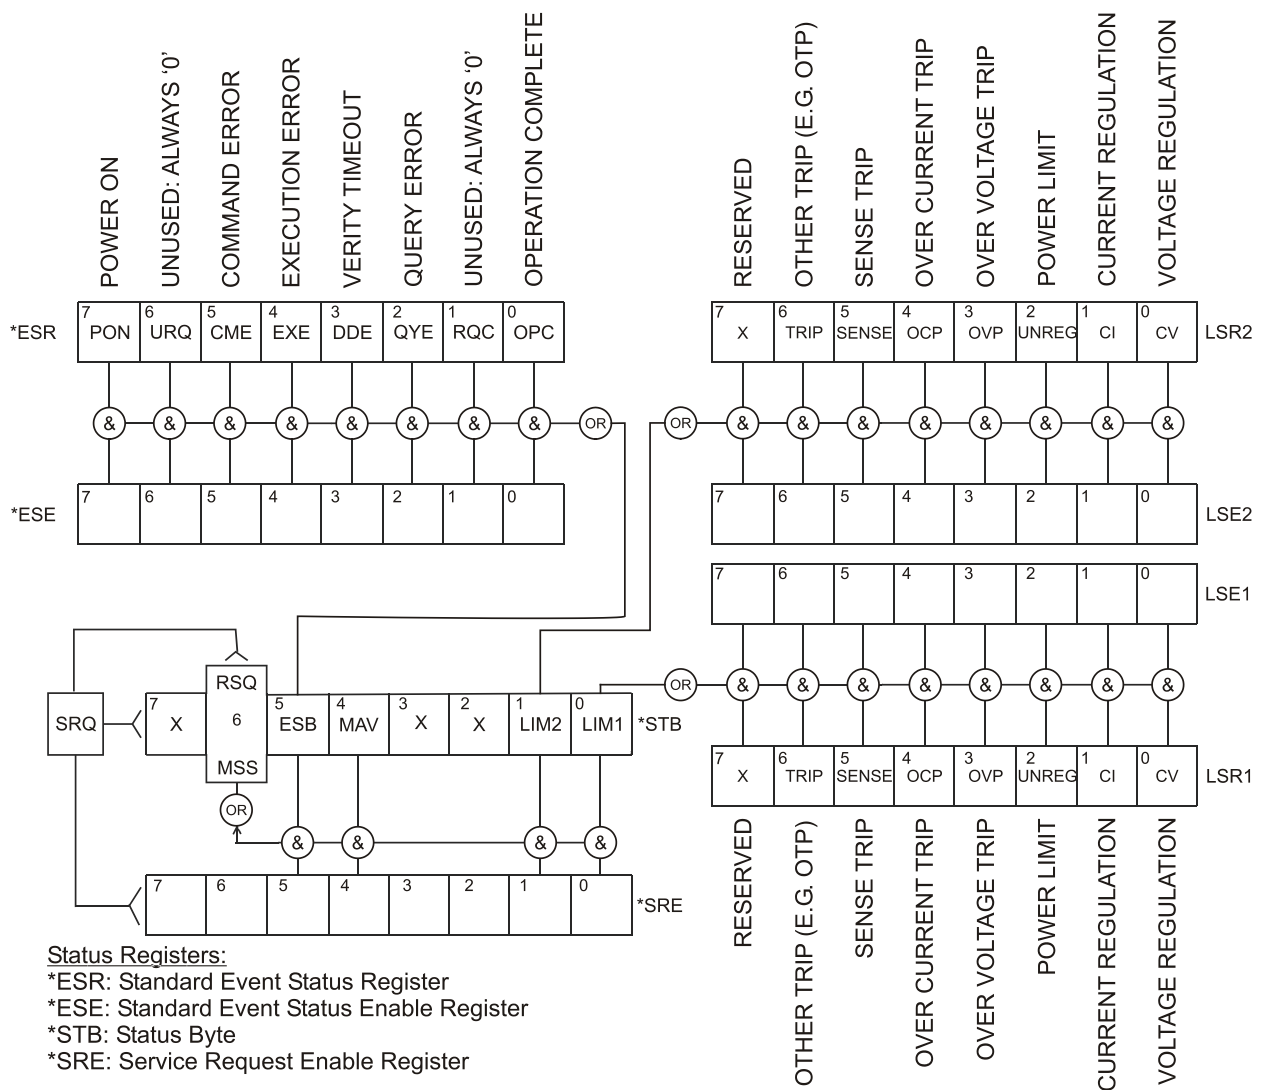 POWER ON
UNUSED: ALWAYS ‘0’
COMMAND ERROR
EXECUTION ERROR
VERITY TIMEOUT
QUERY ERROR
UNUSED: ALWAYS ‘0’
OPERATION COMPLETE
*ESR
7 PON
6 URQ
5 CME
4 EXE
3 DDE
2 QYE
1 RQC
0 OPC
& & & & & & & & OR
*ESE
7 6 5 4 3 2 1 0
RESERVED
OTHER TRIP (E.G. OTP)
SENSE TRIP
OVER CURRENT TRIP
OVER VOLTAGE TRIP
POWER LIMIT
CURRENT REGULATION
VOLTAGE REGULATION
7 X
6 TRIP
5 SENSE
4 OCP
3 OVP
2 UNREG
1 CI
0 CV
LSR2
OR & & & & & & & &
7 6 5 4 3 2 1 0
LSE2
7 6 5 4 3 2 1 0
LSE1
OR & & & & & & & &
7 X
6 TRIP
5 SENSE
4 OCP
3 OVP
2 UNREG
1 CI
0 CV
LSR1
RESERVED
OTHER TRIP (E.G. OTP)
SENSE TRIP
OVER CURRENT TRIP
OVER VOLTAGE TRIP
POWER LIMIT
CURRENT REGULATION
VOLTAGE REGULATION
SRQ
7 X
RSQ
6
MSS
5 ESB
4 MAV
3 X
2 X
1 LIM2
0 LIM1
*STB
OR
& & & &
7 6 5 4 3 2 1 0
*SRE
Status Registers:
*ESR: Standard Event Status Register
*ESE: Standard Event Status Enable Register
*STB: Status Byte
*SRE: Service Request Enable Register